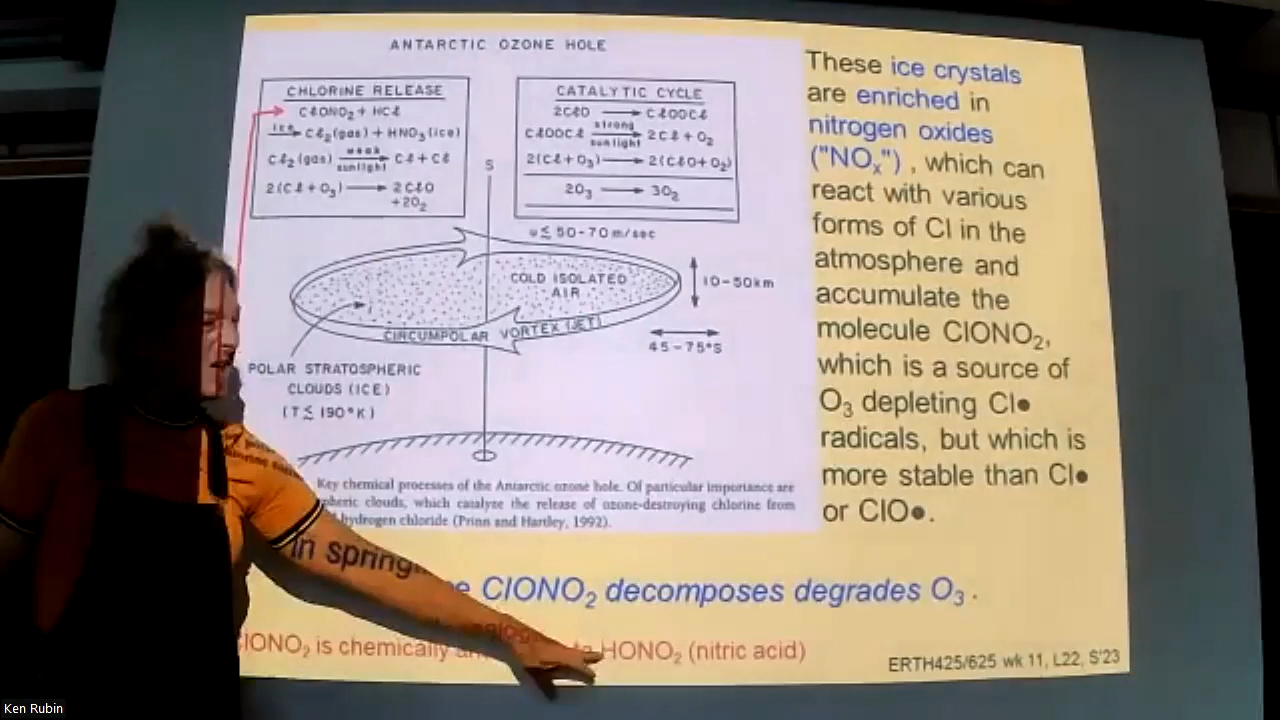 ANTARCTIC OZONE HOLE
CHLORINE RELEASE
ClONO2 + HCl
ice→ Cl2(gas) + HNO3(ice)
Cl2(gas) weak sunlight→ Cl + Cl
2(Cl+O3) → 2ClO
+2O2
CATALYTIC CYCLE
2ClO → ClOOCl
ClOOCl strong sunlight→ 2Cl + O2
2(Cl+O3) → 2(ClO+O2)
2O3 → 3O2
S
u ≤ 50-70 m/sec
COLD ISOLATED
AIR
10-50km
CIRCUMPOLAR VORTEX (JET)
45-75°S
POLAR STRATOSPHERIC
CLOUDS (ICE)
(T ≤ 190°K)
Key chemical processes of the Antarctic ozone hole. Of particular importance are
clouds, which catalyze the release of ozone-destroying chlorine from
hydrogen chloride (Prinn and Hartley, 1992).
These ice crystals
are enriched in
nitrogen oxides
("NOx") , which can
react with various
forms of Cl in the
atmosphere and
accumulate the
molecule ClONO2,
which is a source of
O3 depleting Cl●
radicals, but which is
more stable than Cl●
or ClO●.
In ClONO2 decomposes degrades O3 .
is chemically HONO2 (nitric acid)
ERTH425/625 wk 11, L22, S'23
Ken Rubin